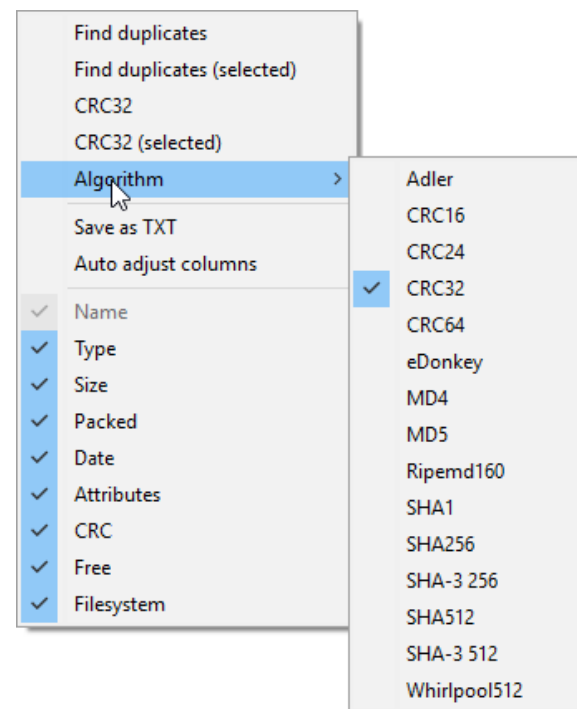 Find duplicates
Find duplicates (selected)
CRC32
CRC32 (selected)
Algorithm
Save as TXT
Auto adjust columns
Name
Type
Size
Packed
Date
Attributes
CRC
Free
Filesystem
Adler
CRC16
CRC24
CRC32
CRC64
eDonkey
MD4
MD5
Ripemd160
SHA1
SHA256
SHA-3 256
SHA512
SHA-3 512
Whirlpool512